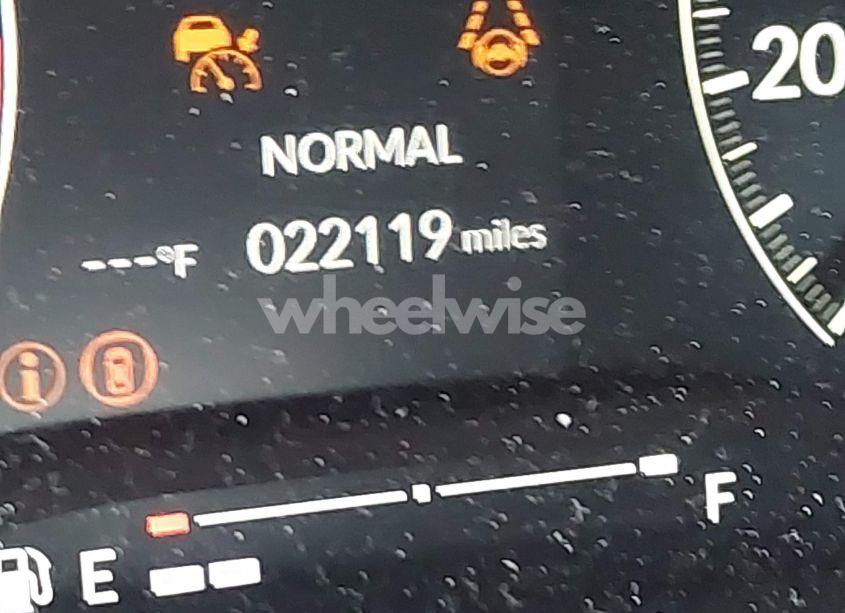 20
NORMAL
---°F 022119 miles
wheelwise
F
E